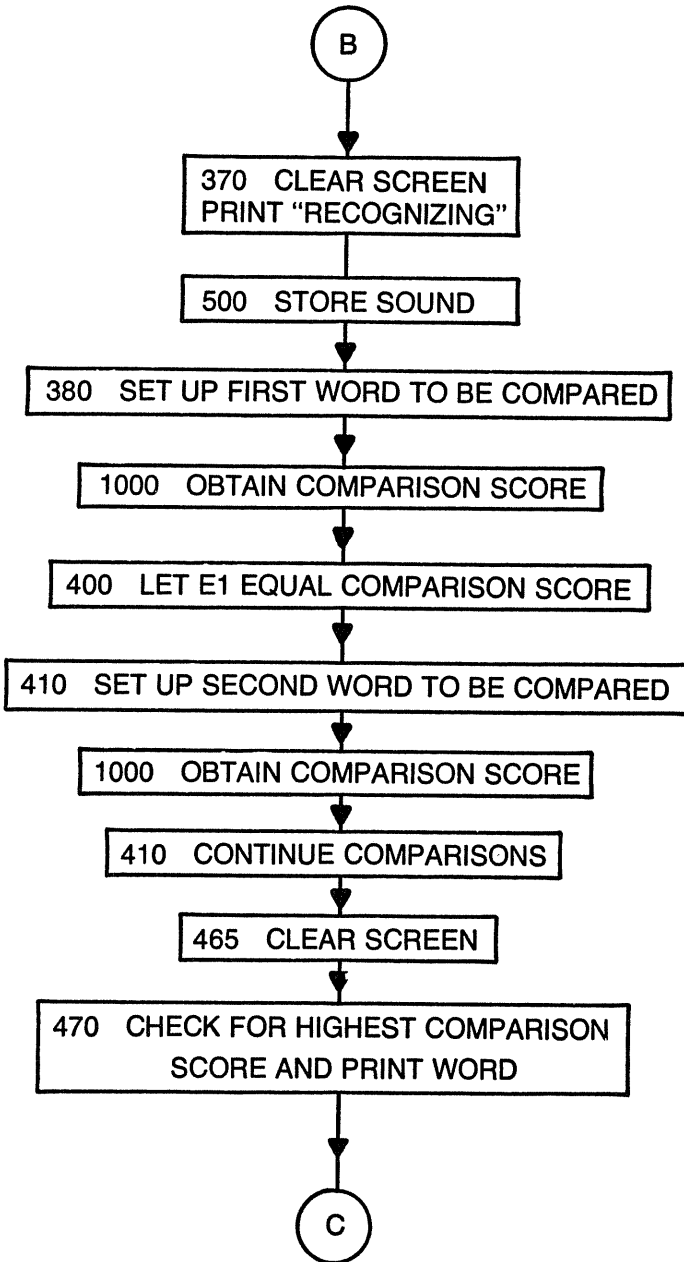 B
370 CLEAR SCREEN
PRINT “RECOGNIZING”
500 STORE SOUND
380 SET UP FIRST WORD TO BE COMPARED
1000 OBTAIN COMPARISON SCORE
400 LET E1 EQUAL COMPARISON SCORE
410 SET UP SECOND WORD TO BE COMPARED
1000 OBTAIN COMPARISON SCORE
410 CONTINUE COMPARISONS
465 CLEAR SCREEN
470 CHECK FOR HIGHEST COMPARISON
SCORE AND PRINT WORD
C